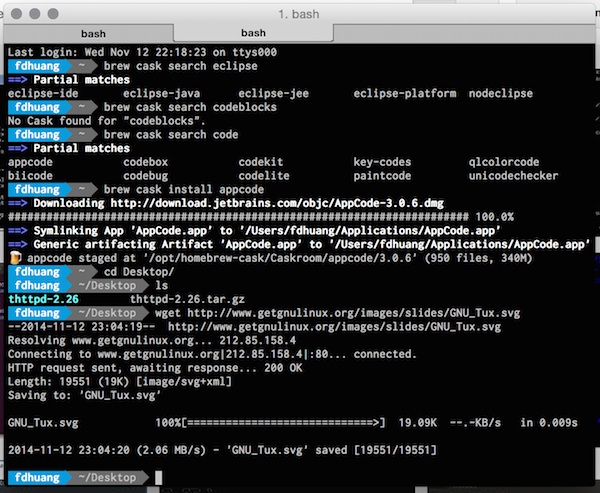 1. bash
bash bash
Last login: Wed Nov 12 22:18:23 on ttys000
fdhuang ~ brew cask search eclipse
==> Partial matches
eclipse-ide eclipse-java eclipse-jee eclipse-platform nodeclipse
fdhuang ~ brew cask search codeblocks
No Cask found for "codeblocks".
fdhuang ~ brew cask search code
==> Partial matches
appcode codebox codekit key-codes qlcolorcode
biicode codebug codelite paintcode unicodechecker
fdhuang ~ brew cask install appcode
==> Downloading http://download.jetbrains.com/objc/AppCode-3.0.6.dmg
######################################################################## 100.0%
==> Symlinking App 'AppCode.app' to '/Users/fdhuang/Applications/AppCode.app'
==> Generic artifacting Artifact 'AppCode.app' to '/Users/fdhuang/Applications/AppCode.app'
🍺 appcode staged at '/opt/homebrew-cask/Caskroom/appcode/3.0.6' (950 files, 340M)
fdhuang ~ cd Desktop/
fdhuang ~/Desktop ls
thttpd-2.26 thttpd-2.26.tar.gz
fdhuang ~/Desktop wget http://www.getgnulinux.org/images/slides/GNU_Tux.svg
--2014-11-12 23:04:19-- http://www.getgnulinux.org/images/slides/GNU_Tux.svg
Resolving www.getgnulinux.org... 212.85.158.4
Connecting to www.getgnulinux.org|212.85.158.4|:80... connected.
HTTP request sent, awaiting response... 200 OK
Length: 19551 (19K) [image/svg+xml]
Saving to: 'GNU_Tux.svg'
GNU_Tux.svg 100%[=============================>] 19.09K --.-KB/s in 0.009s
2014-11-12 23:04:20 (2.06 MB/s) - 'GNU_Tux.svg' saved [19551/19551]
fdhuang ~/Desktop